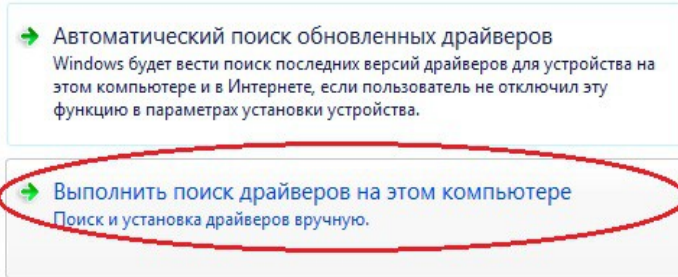 Автоматический поиск обновленных драйверов
Windows будет вести поиск последних версий драйверов для устройства на
этом компьютере и в Интернете, если пользователь не отключил эту
функцию в параметрах установки устройства.
Выполнить поиск драйверов на этом компьютере
Поиск и установка драйверов вручную.